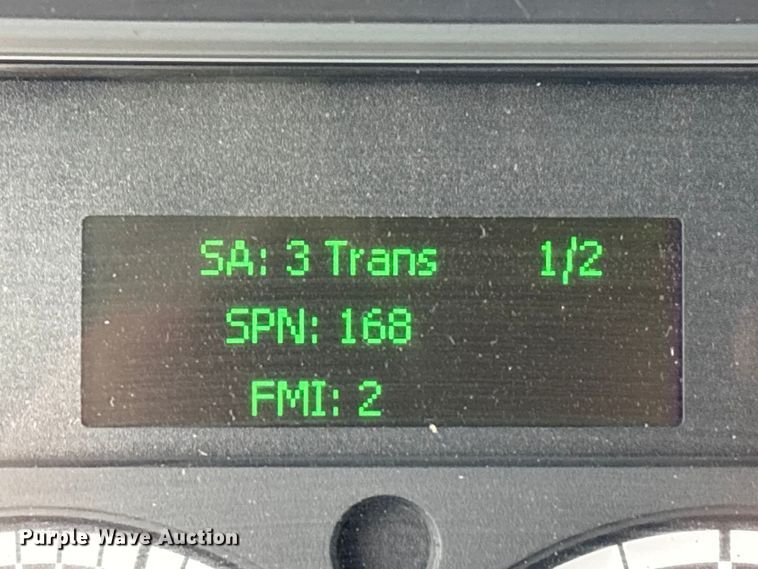 SA: 3 Trans 1/2
SPN: 168
FMI: 2
Purple Wave Auction